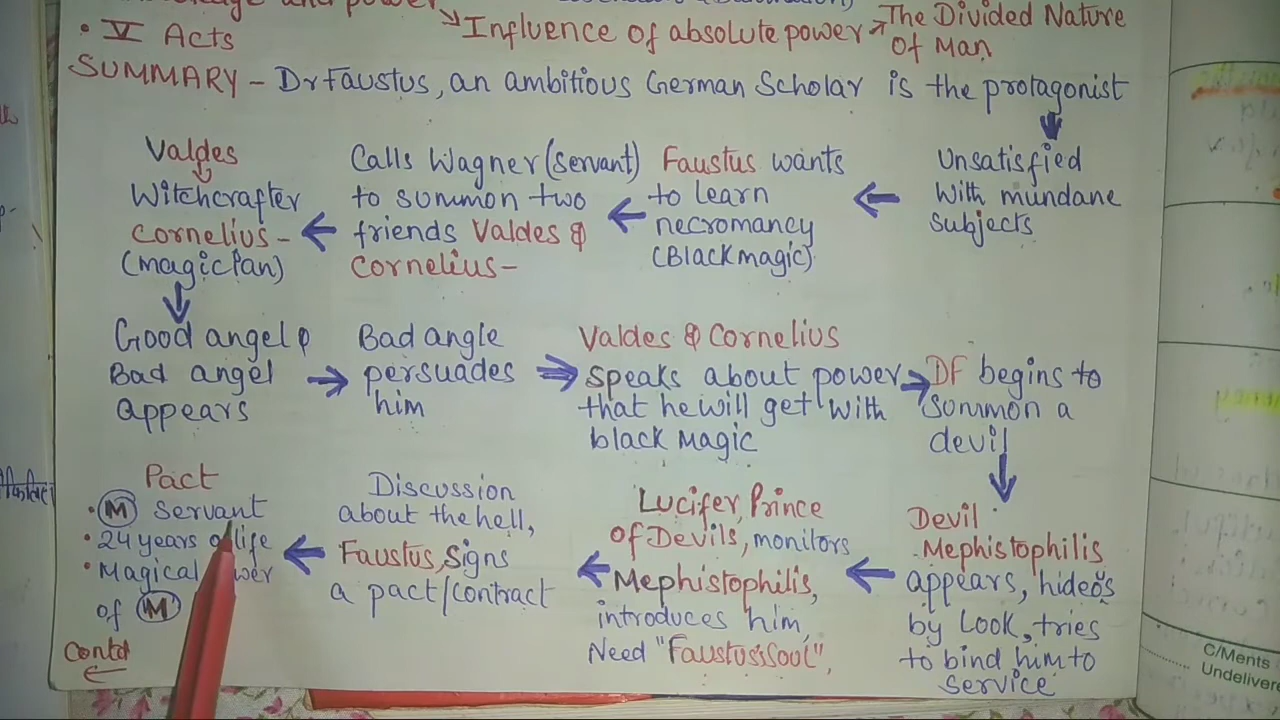 and power
Influence of absolute power
The Divided Nature
Of Man
• V Acts
SUMMARY - Dr Faustus, an ambitious German Scholar is the protagonist
Unsatisfied
with mundane
subjects
Faustus wants
to learn
necromancy
(Black magic)
Calls Wagner (servant)
to summon two
friends Valdes &
Cornelius-
Valdes
Witchcrafter
Cornelius -
(magician)
Good angel &
Bad angel
appears
Bad angle
persuades
him
Valdes & Cornelius
speaks about power
that he will get with
black magic
DF begins to
summon a
devil
Devil
Mephistophilis
appears, hideos
by look, tries
to bind him to
service
Lucifer, Prince
of Devils, monitors
Mephistophilis,
introduces him,
Need "Faustus's Soul",
Discussion
about the hell,
Faustus, signs
a pact/contract
Pact
• M servant
• 24 years of life
• Magical
of M
Contd
C/Ments
Undelivere